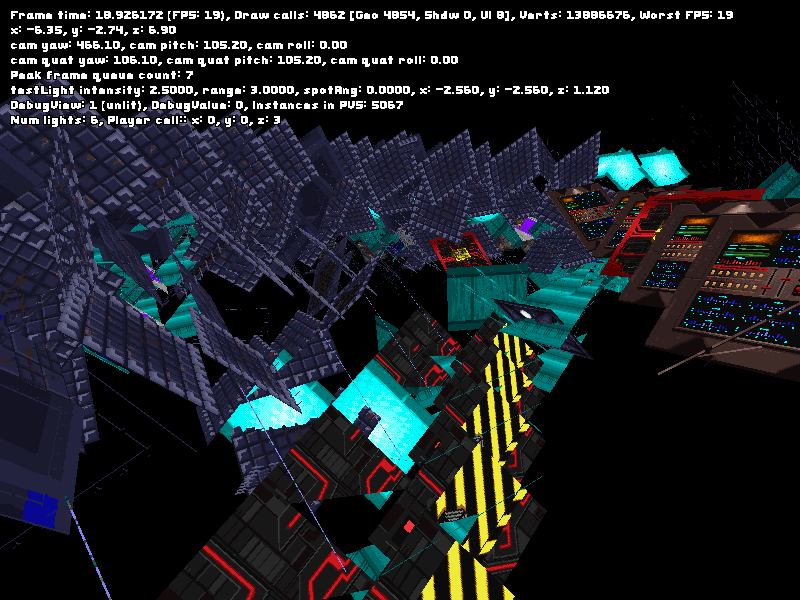 Frame time: 18.926172 (FPS: 19), Draw calls: 4862 [Geo 4854, Shdw 0, UI 8], Verts: 13886676, Worst FPS: 19
x: -6.35, y: -2.74, z: 6.90
cam yaw: 466.10, cam pitch: 105.20, cam roll: 0.00
cam quat yaw: 106.10, cam quat pitch: 105.20, cam quat roll: 0.00
Peak frame queue count: 7
testLight intensity: 2.5000, range: 3.0000, spotAng: 0.0000, x: -2.560, y: -2.560, z: 1.120
DebugView: 1 (unlit), DebugValue: 0, Instances in PVS: 5067
Num lights: 6, Player cell:: x: 0, y: 0, z: 3